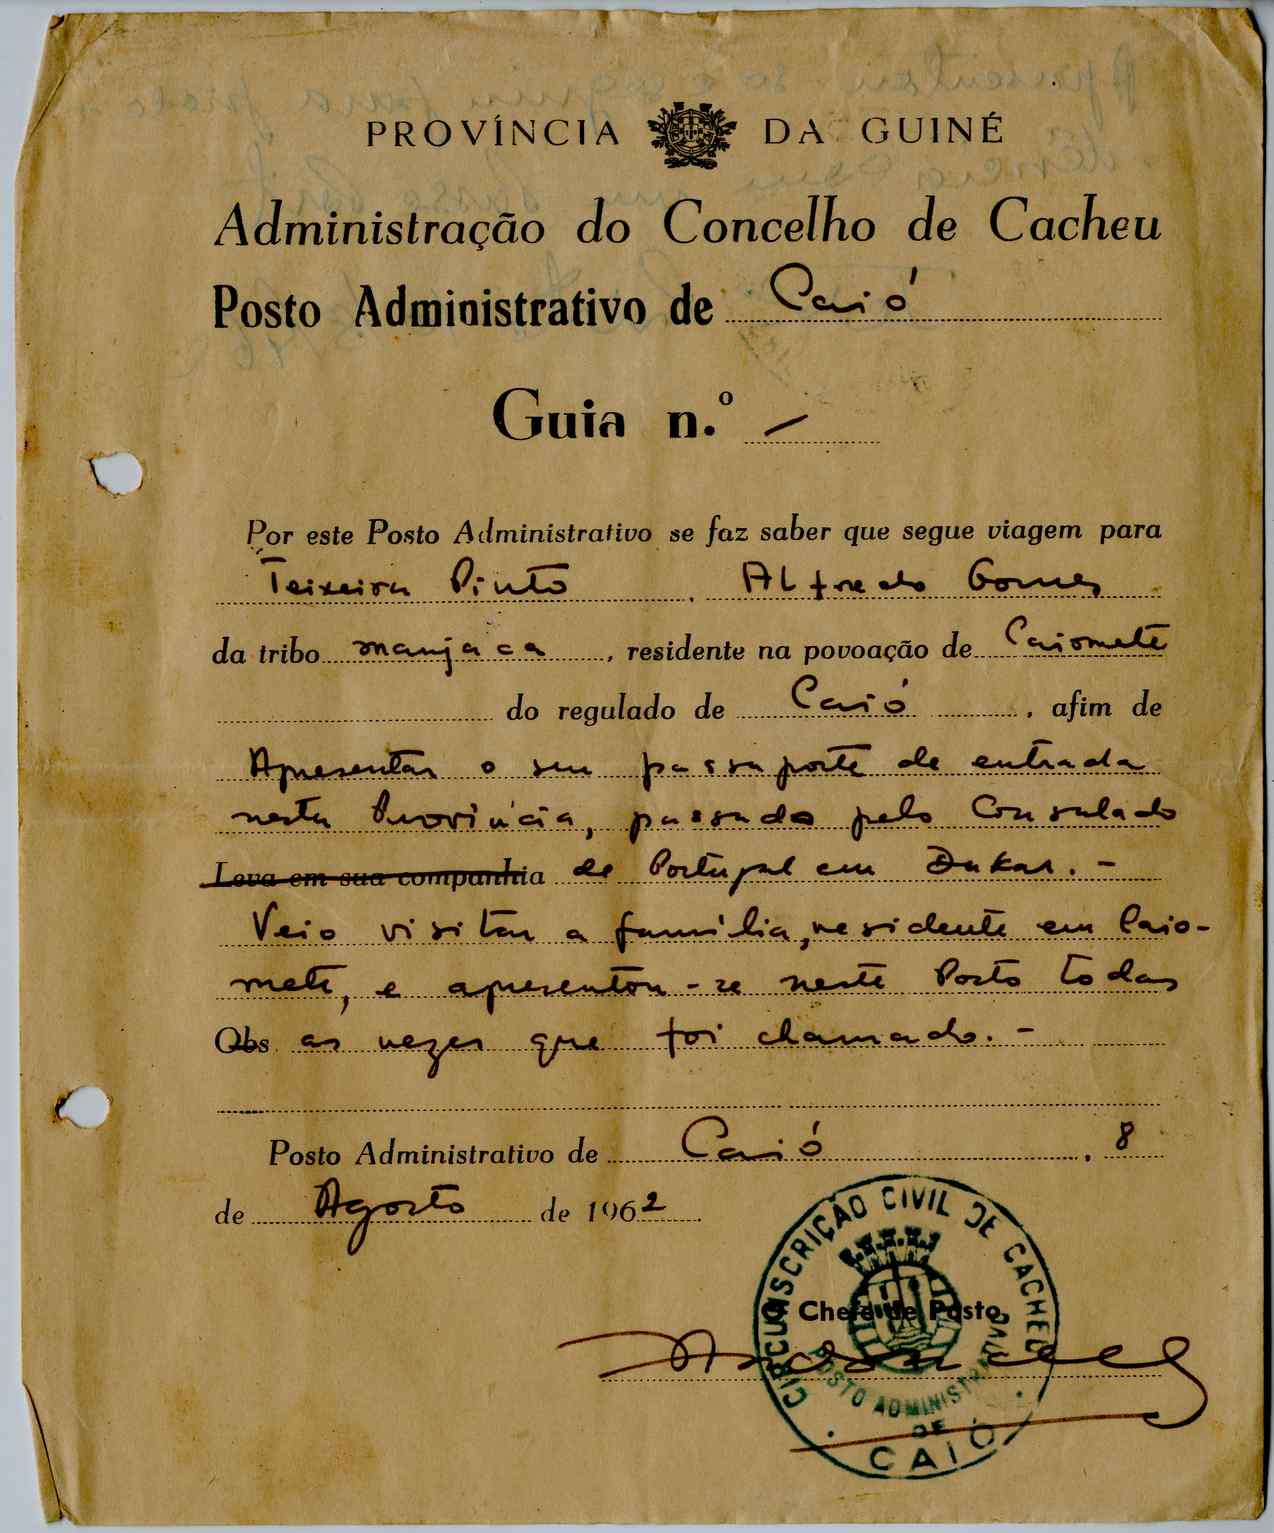 PROVÍNCIA DA GUINÉ
Administração do Concelho de Cacheu
Posto Administrativo de Caió
Guia n.º —
Por este Posto Administrativo se faz saber que segue viagem para
Teixeira Pinto, Alfredo Gomes
da tribo manjaca, residente na povoação de Caiomete
do regulado de Caió, afim de
Apresentar o seu passaporte de entrada
nesta Província, passado pelo Consulado
Leva em sua companhia de Portugal em Dakar. –
Veio visitar a família, residente em Caio-
mete, e apresentou-se neste Posto todas
Obs as vezes que foi chamado. –
Posto Administrativo de Caió, 8
de Agosto de 1962
CIRCUNSCRIÇÃO CIVIL DE CACHEU
O Chefe de Posto,
POSTO ADMINISTRATIVO
DE
CAIÓ